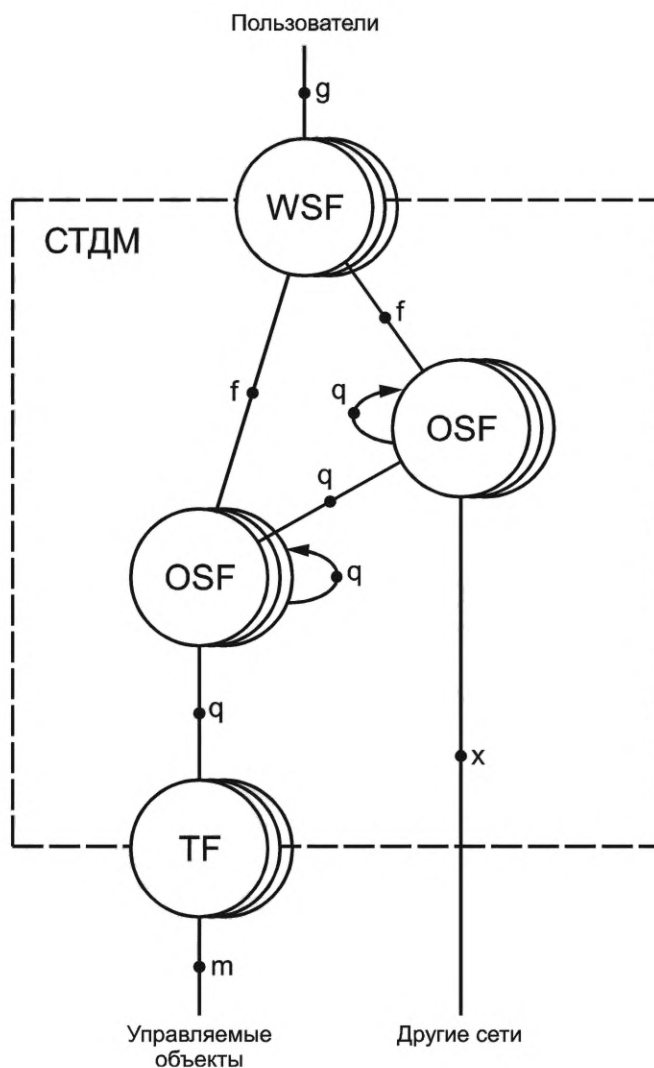 Пользователи
g
WSF
СТДМ
f
f
q
OSF
q
OSF
q
q
x
TF
m
Управляемые
объекты
Другие сети